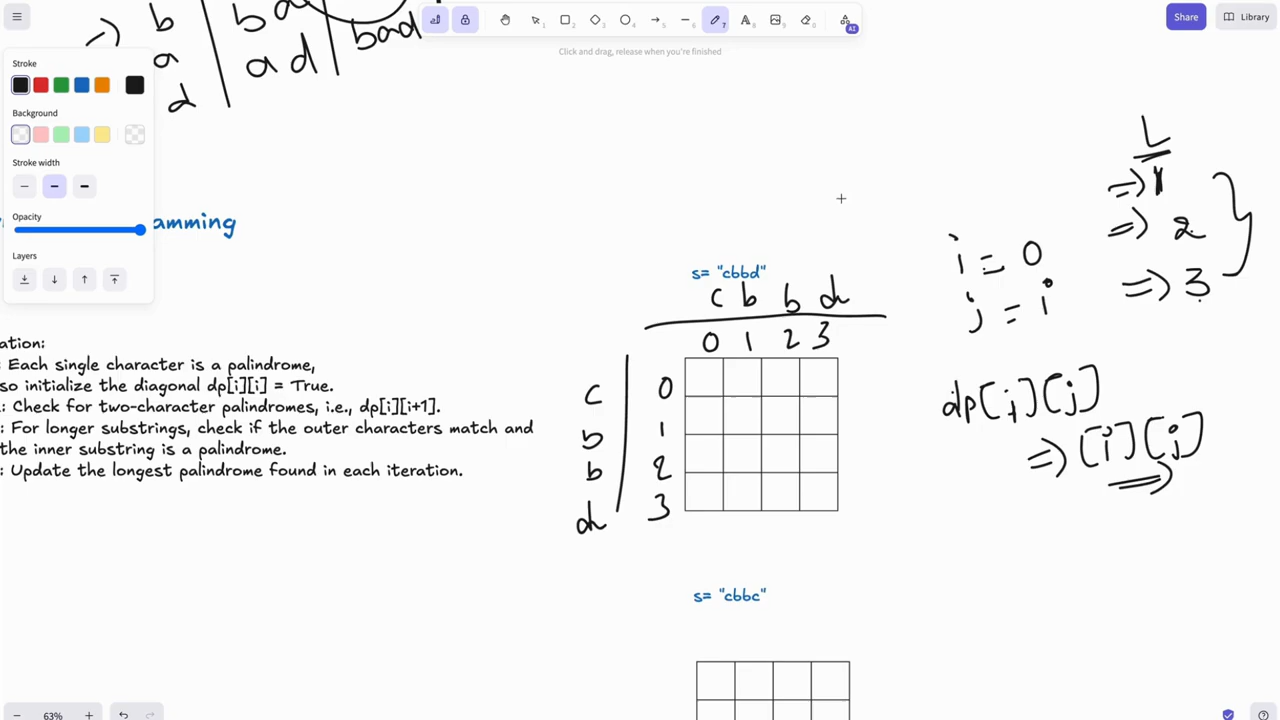 b | ba
a | ad | bad
d
Share
Library
Click and drag, release when you're finished
Stroke
Background
Stroke width
Opacity
Layers
amming
L
=> 1
=> 2
=> 3
i = 0
j = i
s= "cbbd"
c b b d
0 1 2 3
c 0
b 1
b 2
d 3
dp[i][j]
=> [i][j]
ation:
: Each single character is a palindrome,
so initialize the diagonal dp[i][i] = True.
: Check for two-character palindromes, i.e., dp[i][i+1].
: For longer substrings, check if the outer characters match and
the inner substring is a palindrome.
: Update the longest palindrome found in each iteration.
s= "cbbc"
63%